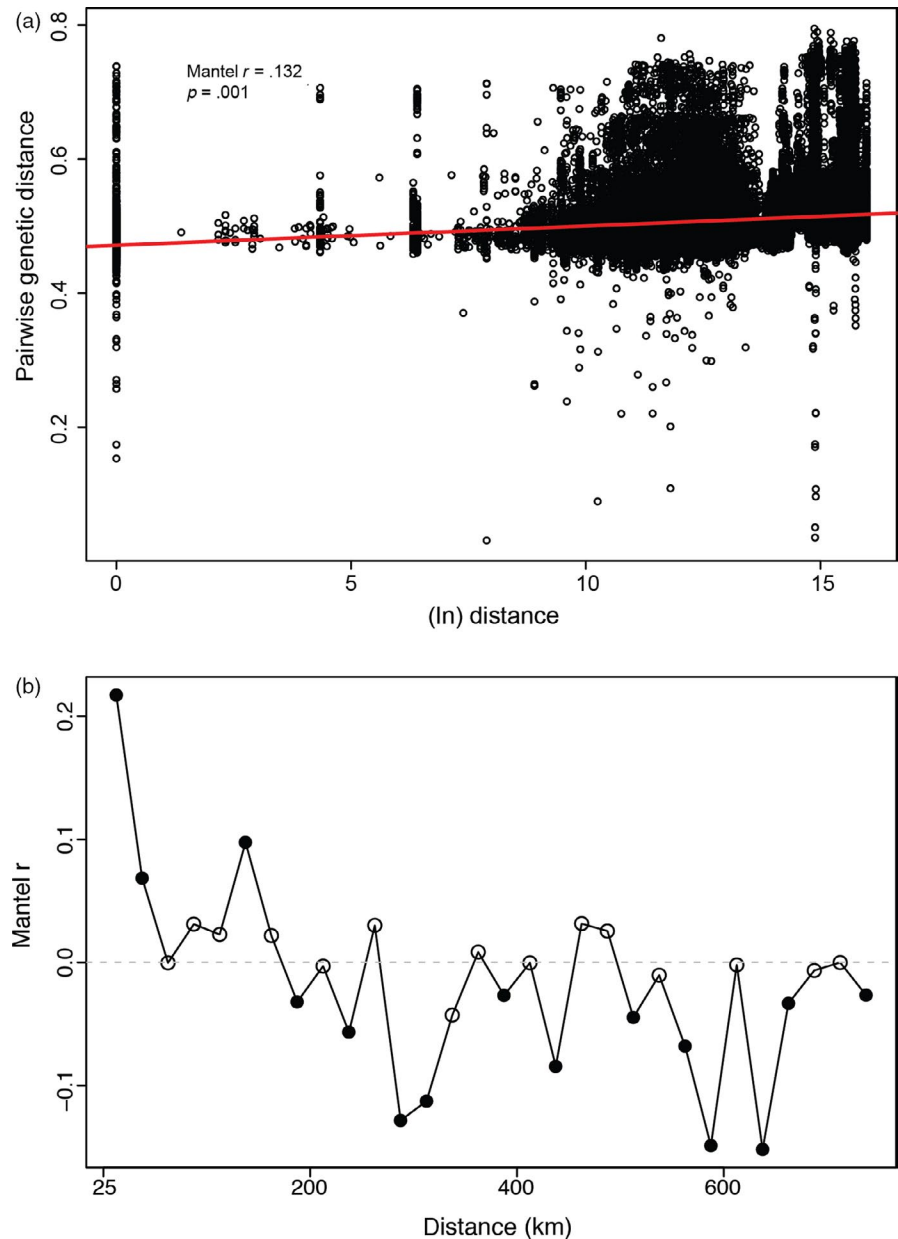 (a)
0.8
0.6
0.4
0.2
Pairwise genetic distance
Mantel r = .132
p = .001
0
5
10
15
(ln) distance
(b)
0.2
0.1
0.0
−0.1
Mantel r
25
200
400
600
Distance (km)